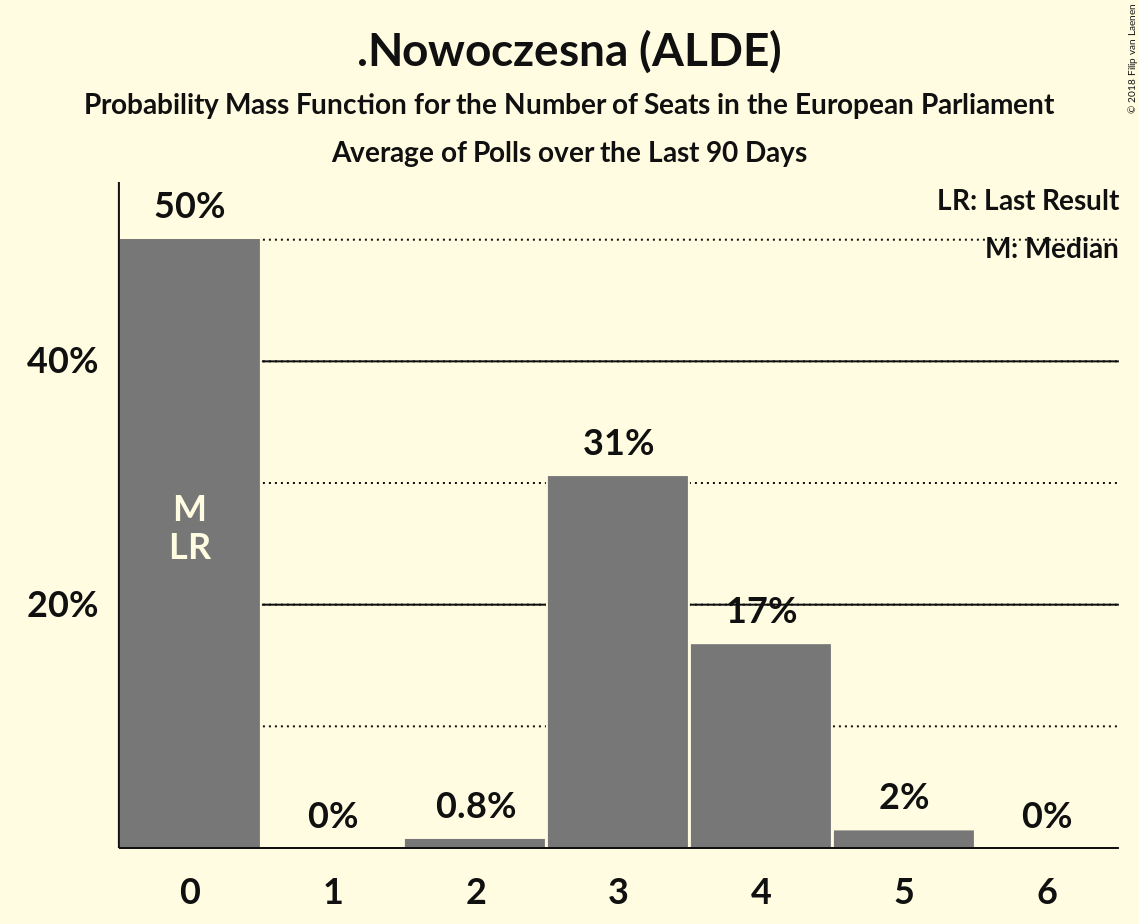 .Nowoczesna (ALDE)
Probability Mass Function for the Number of Seats in the European Parliament
Average of Polls over the Last 90 Days
© 2018 Filip van Laenen
LR: Last Result
M: Median
50%
40%
31%
M
LR
20%
17%
0%
0.8%
2%
0%
0 1 2 3 4 5 6